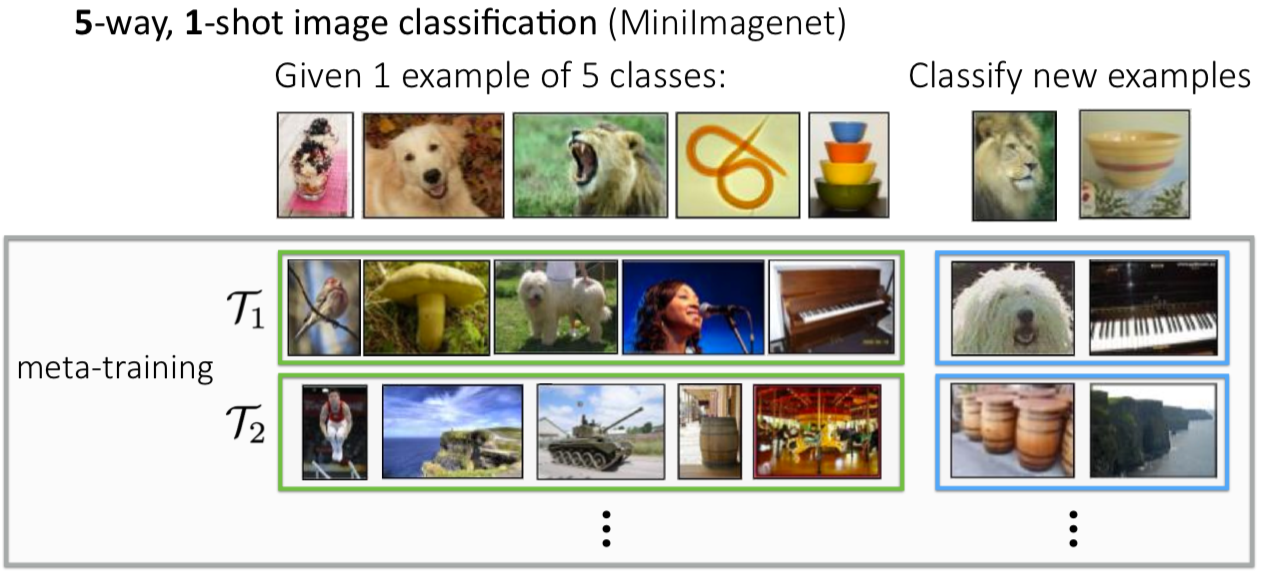 5-way, 1-shot image classification (MiniImagenet)
Given 1 example of 5 classes:
Classify new examples
𝒯₁
meta-training
𝒯₂
⋮ ⋮